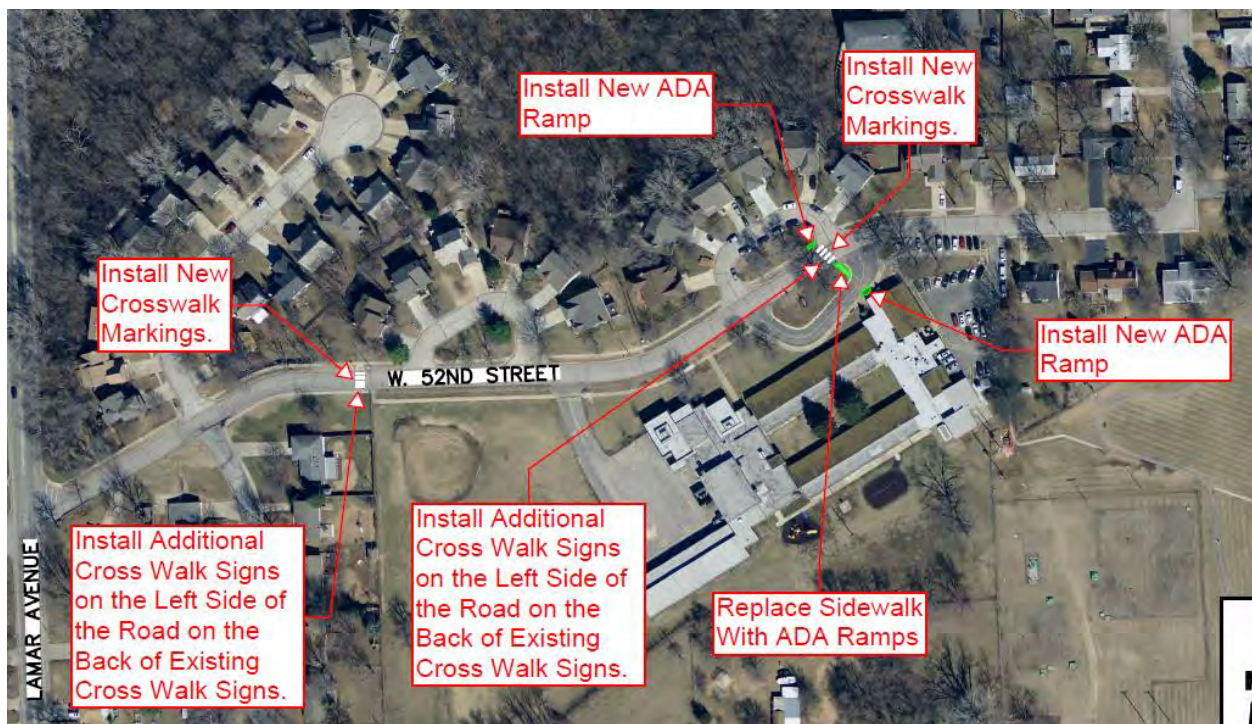 Install New ADA
Ramp
Install New
Crosswalk
Markings.
Install New
Crosswalk
Markings.
W. 52ND STREET
Install New ADA
Ramp
Install Additional
Cross Walk Signs
on the Left Side of
the Road on the
Back of Existing
Cross Walk Signs.
Install Additional
Cross Walk Signs
on the Left Side of
the Road on the
Back of Existing
Cross Walk Signs.
Replace Sidewalk
With ADA Ramps
LAMAR AVENUE